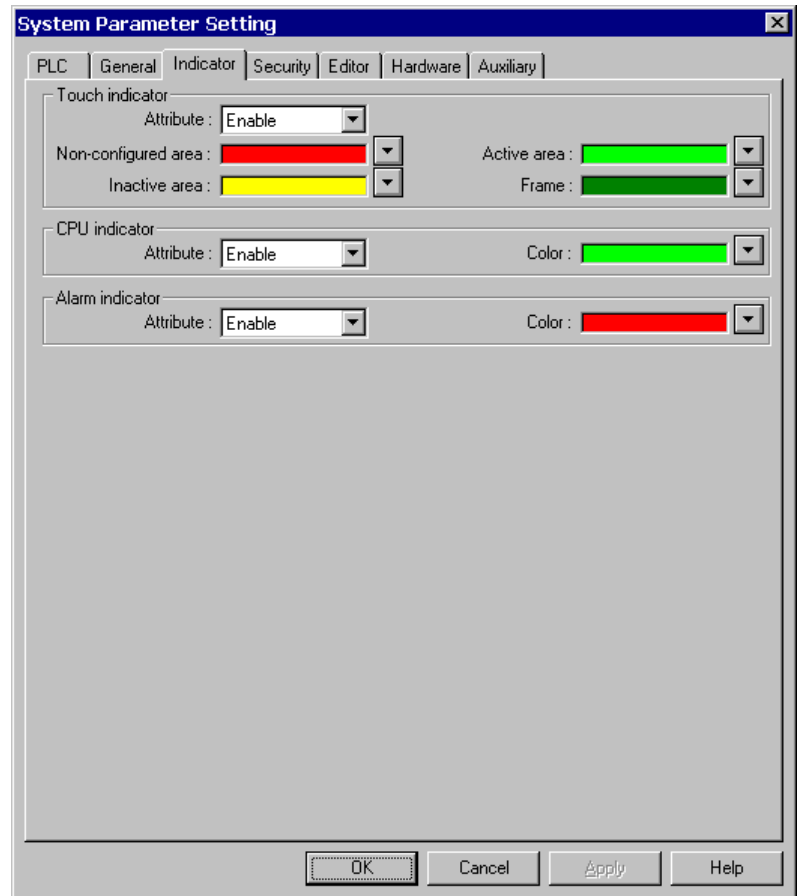 System Parameter Setting
PLC General Indicator Security Editor Hardware Auxiliary
Touch indicator
Attribute : Enable
Non-configured area : Active area :
Inactive area : Frame :
CPU indicator
Attribute : Enable Color :
Alarm indicator
Attribute : Enable Color :
OK Cancel Apply Help